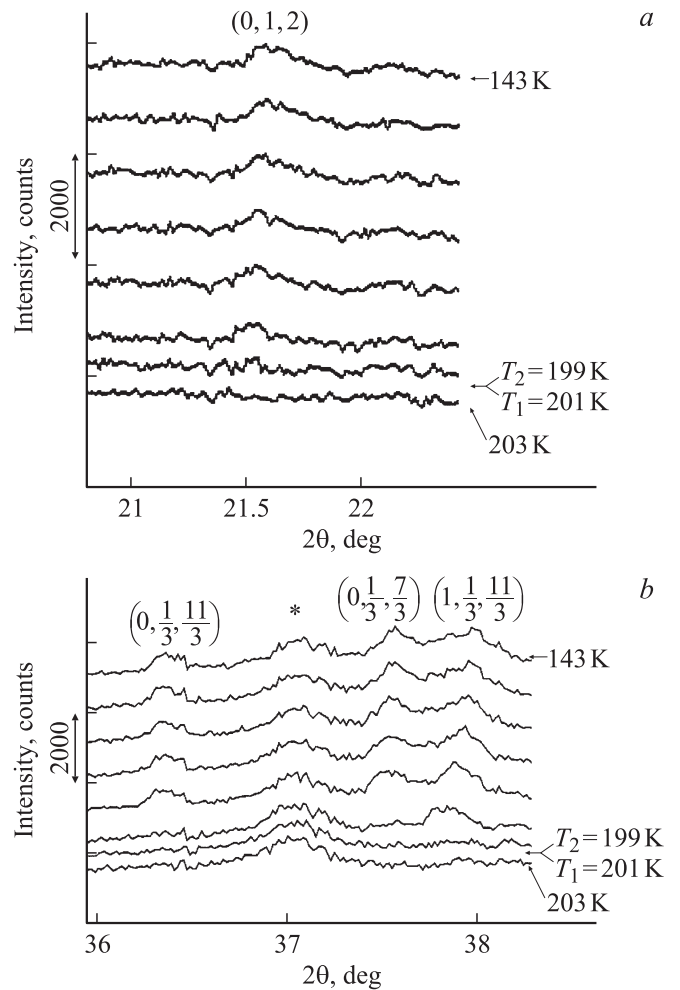 a
(0, 1, 2)
143 K
Intensity, counts
2000
T₂ = 199 K
T₁ = 201 K
203 K
21 21.5 22
2θ, deg
b
(0, 1/3, 11/3) * (0, 1/3, 7/3) (1, 1/3, 11/3)
143 K
Intensity, counts
2000
T₂ = 199 K
T₁ = 201 K
203 K
36 37 38
2θ, deg